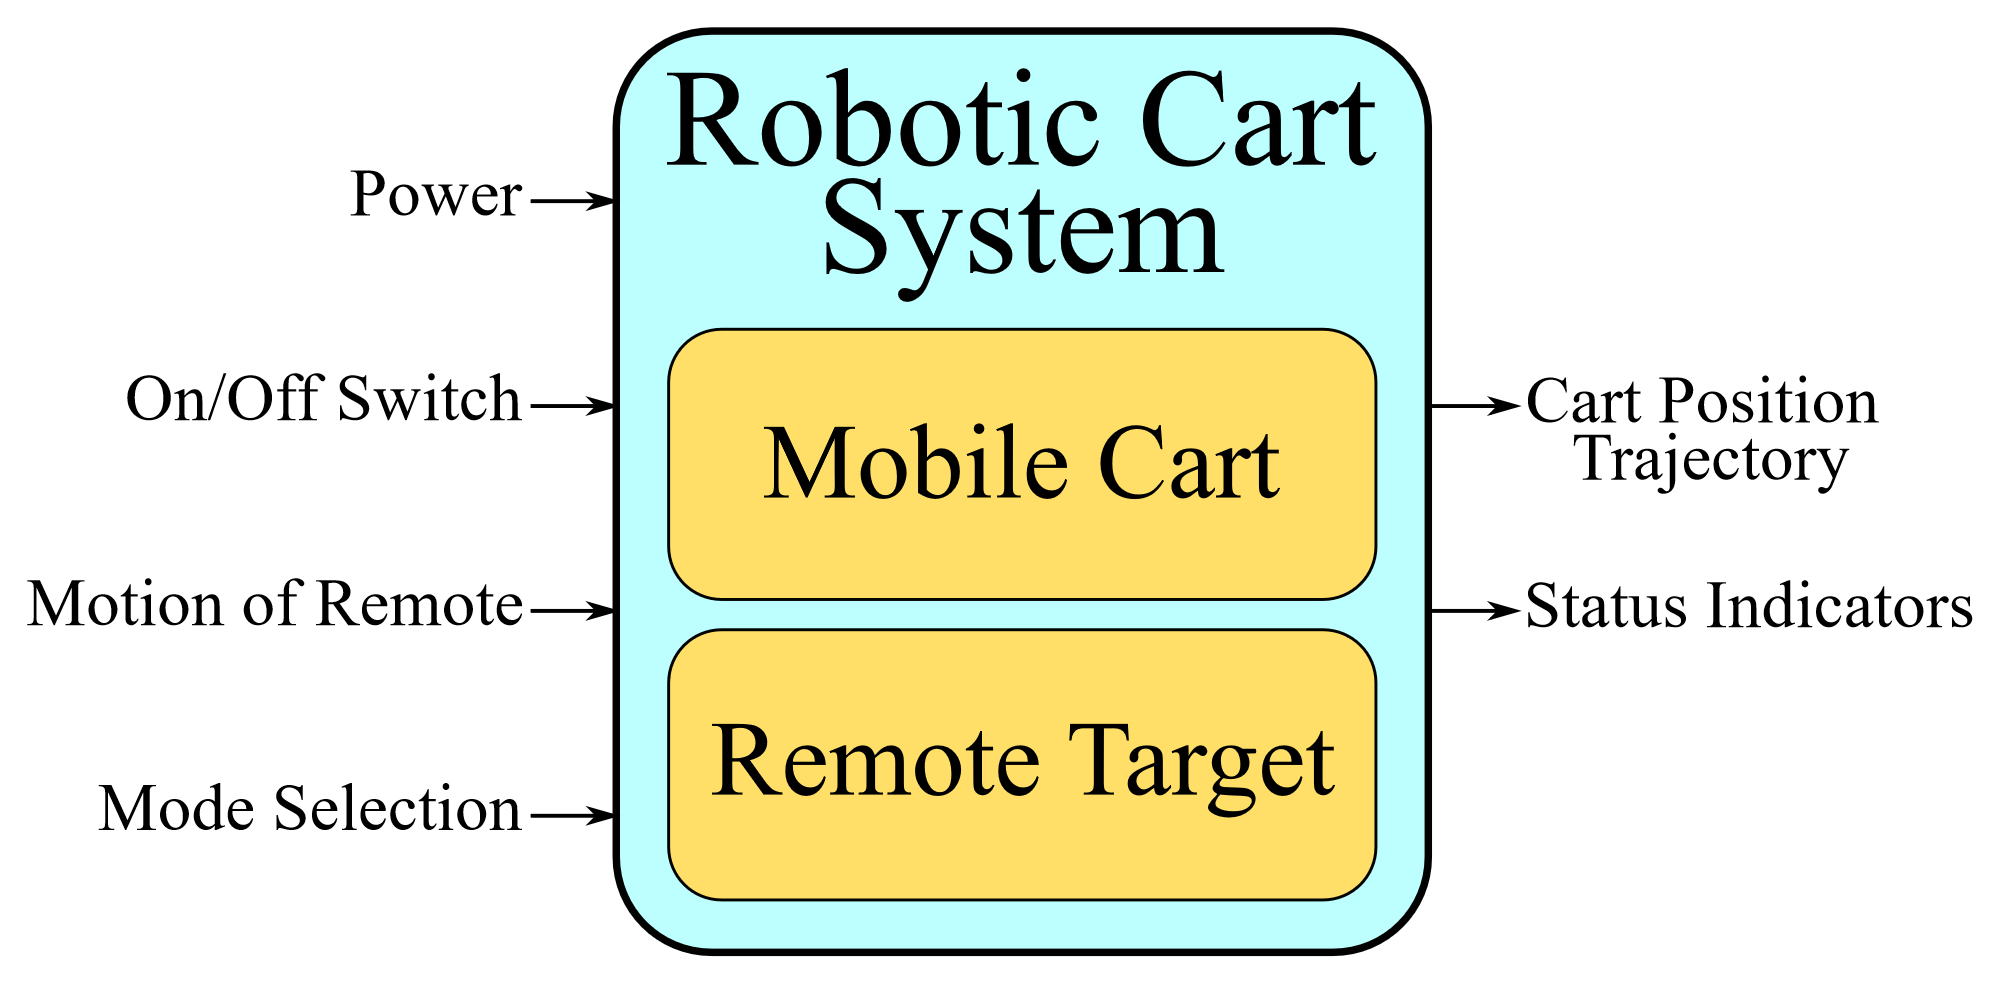 Robotic Cart
System
Power
On/Off Switch
Motion of Remote
Mode Selection
Mobile Cart
Remote Target
Cart Position
Trajectory
Status Indicators